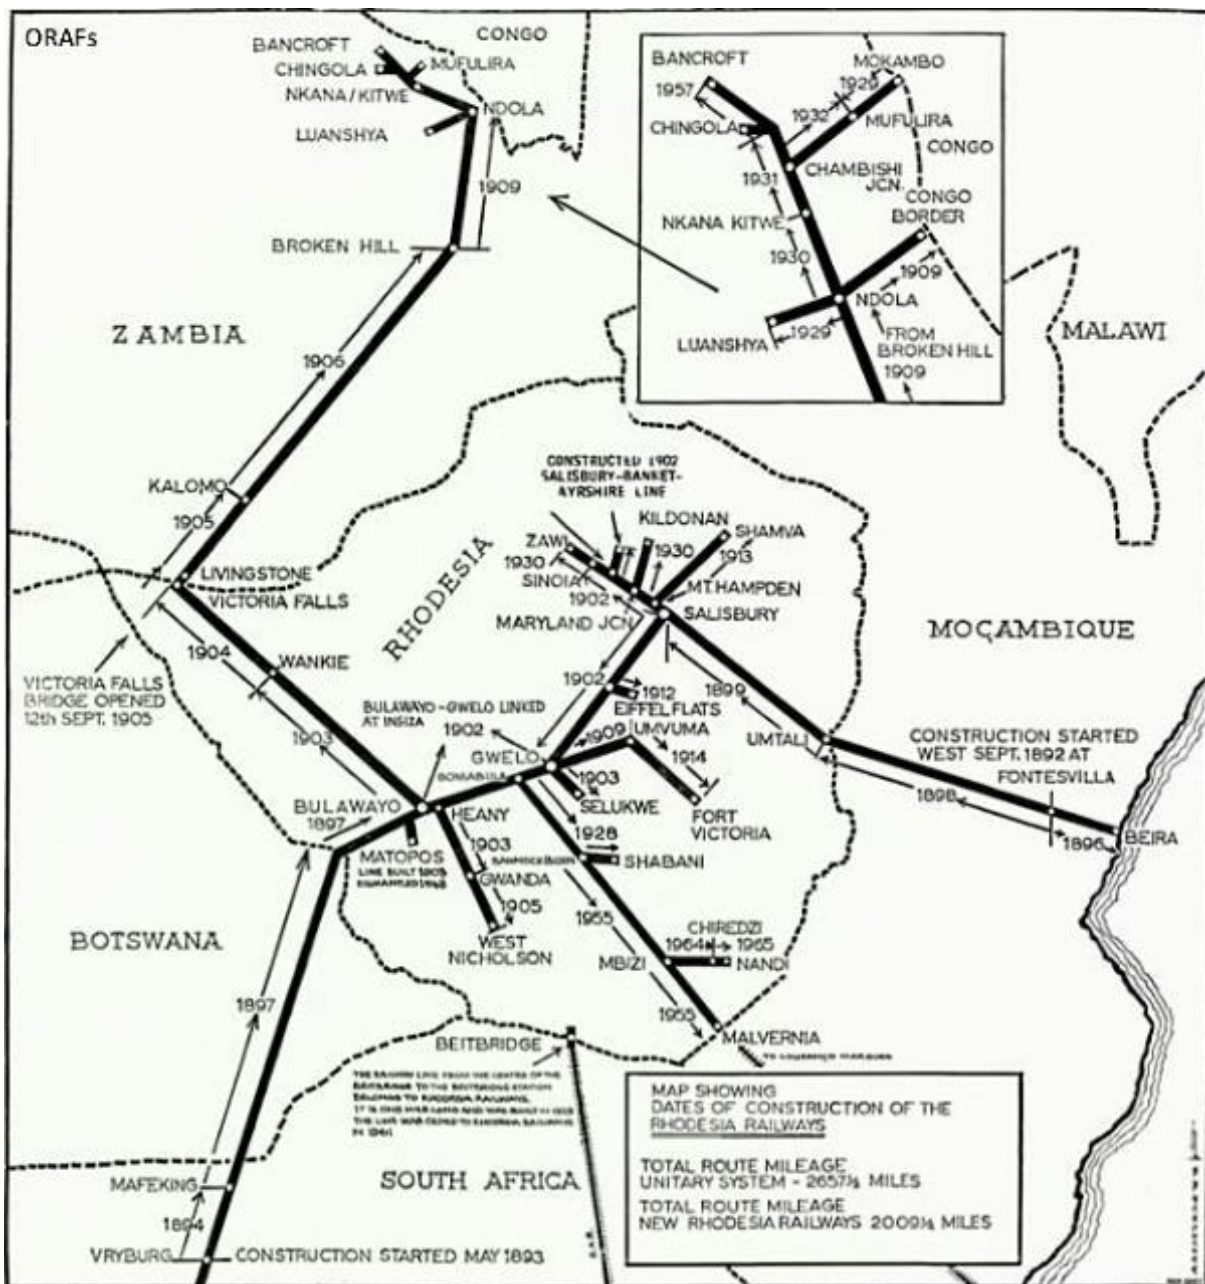 ORAFs
CONGO
BANCROFT
CHINGOLA
MUFULIRA
NKANA/KITWE
NDOLA
LUANSHYA
1909
BROKEN HILL
ZAMBIA
1906
KALOMO
1905
LIVINGSTONE
VICTORIA FALLS
1904
WANKIE
VICTORIA FALLS
BRIDGE OPENED
12th SEPT. 1905
1903
BANCROFT
1957
MOKAMBO
1929
1932
MUFULIRA
CHINGOLA
CONGO
CHAMBISHI
JCN.
1931
CONGO
BORDER
NKANA KITWE
1930
1909
NDOLA
LUANSHYA
1929
FROM
BROKEN HILL
1909
MALAWI
CONSTRUCTED 1902
SALISBURY-BANKET-
AYRSHIRE LINE
RHODESIA
KILDONAN
ZAWI
SHAMVA
1930
1930
1913
SINOIA
1902
MT. HAMPDEN
MARYLAND JCN.
SALISBURY
MOÇAMBIQUE
1902
1899
1912
EIFFEL FLATS
BULAWAYO-GWELO LINKED
AT INSIZA
1902
1909
UMVUMA
UMTALI
CONSTRUCTION STARTED
WEST SEPT. 1892 AT
FONTESVILLA
GWELO
1914
SOMABULA
1903
SELUKWE
FORT
VICTORIA
1898
1896
BEIRA
BULAWAYO
1897
HEANY
1928
MATOPOS
LINE BUILT 1903
1903
SHABANI
GWANDA
1905
WEST
NICHOLSON
1955
CHIREDZI
1964
1965
MBIZI
NANDI
BOTSWANA
1897
1955
MALVERNIA
BEITBRIDGE
SOUTH AFRICA
MAFEKING
1894
VRYBURG
CONSTRUCTION STARTED MAY 1893
MAP SHOWING
DATES OF CONSTRUCTION OF THE
RHODESIA RAILWAYS
TOTAL ROUTE MILEAGE
UNITARY SYSTEM - 2657½ MILES
TOTAL ROUTE MILEAGE
NEW RHODESIA RAILWAYS 2009¼ MILES